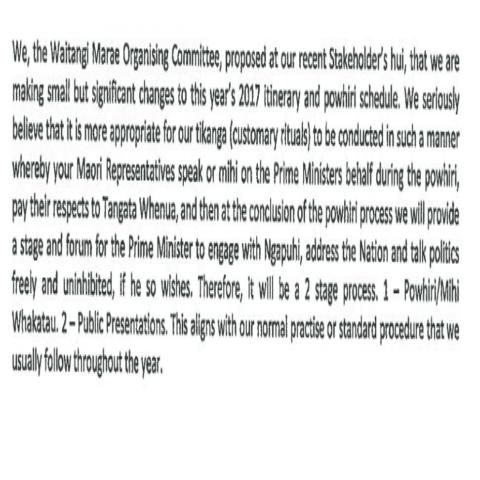 We, the Waitangi Marae Organising Committee, proposed at our recent Stakeholder's hui, that we are
making small but significant changes to this year's 2017 itinerary and powhiri schedule. We seriously
believe that it is more appropriate for our tikanga (customary rituals) to be conducted in such a manner
whereby your Maori Representatives speak or mihi on the Prime Ministers behalf during the powhiri,
pay their respects to Tangata Whenua, and then at the conclusion of the powhiri process we will provide
a stage and forum for the Prime Minister to engage with Ngapuhi, address the Nation and talk politics
freely and uninhibited, if he so wishes. Therefore, it will be a 2 stage process. 1 – Powhiri/Mihi
Whakatau. 2 – Public Presentations. This aligns with our normal practise or standard procedure that we
usually follow throughout the year.